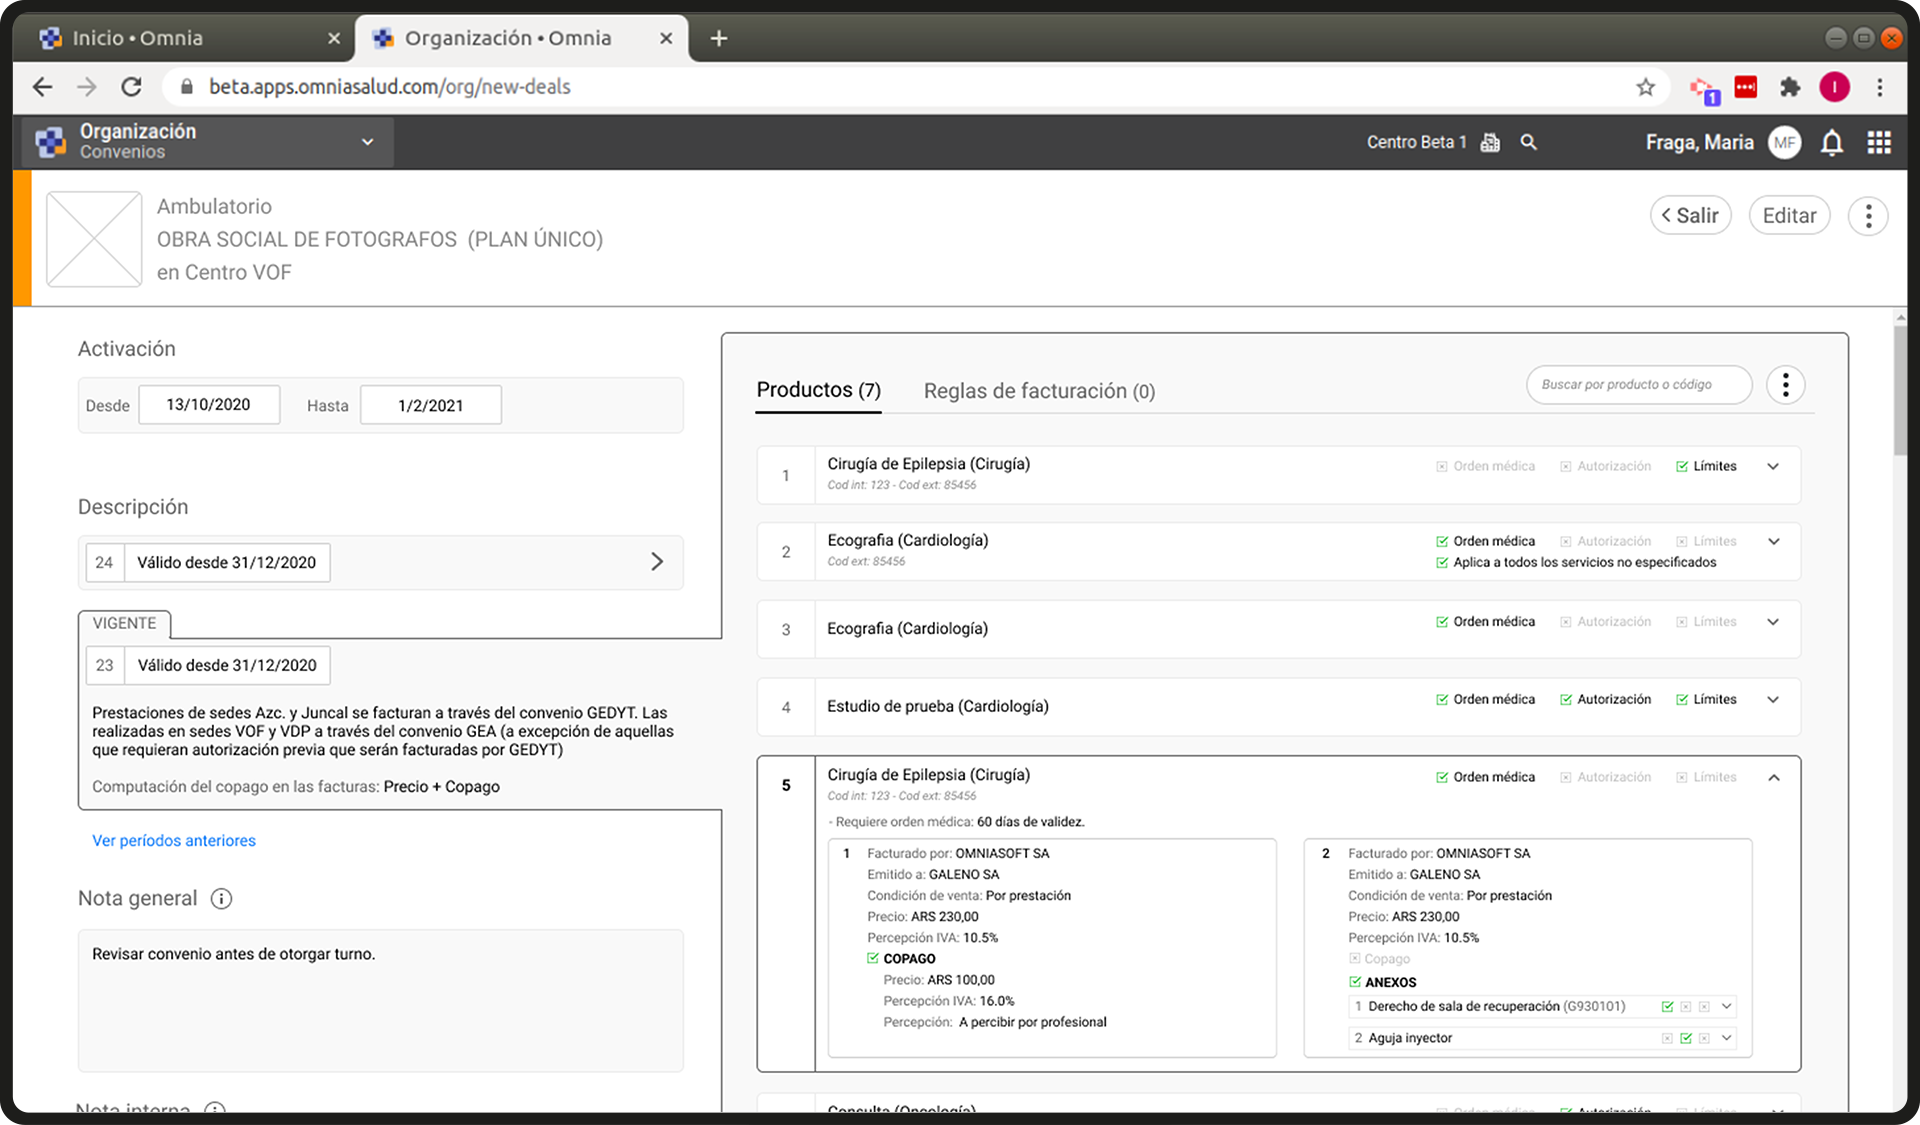 Inicio • Omnia
Organización • Omnia
beta.apps.omniasalud.com/org/new-deals
1
I
Organización
Convenios
Centro Beta 1
Fraga, Maria
MF
Ambulatorio
OBRA SOCIAL DE FOTOGRAFOS (PLAN ÚNICO)
en Centro VOF
Salir
Editar
Activación
Desde 13/10/2020 Hasta 1/2/2021
Descripción
24 Válido desde 31/12/2020
VIGENTE
23 Válido desde 31/12/2020
Prestaciones de sedes Azc. y Juncal se facturan a través del convenio GEDYT. Las
realizadas en sedes VOF y VDP a través del convenio GEA (a excepción de aquellas
que requieran autorización previa que serán facturadas por GEDYT)
Computación del copago en las facturas: Precio + Copago
Ver períodos anteriores
Nota general
Revisar convenio antes de otorgar turno.
Nota interna
Productos (7)
Reglas de facturación (0)
Buscar por producto o código
1 Cirugía de Epilepsia (Cirugía) Orden médica Autorización Límites
Cod int: 123 - Cod ext: 85456
2 Ecografia (Cardiología) Orden médica Autorización Límites
Cod ext: 85456 Aplica a todos los servicios no especificados
3 Ecografia (Cardiología) Orden médica Autorización Límites
4 Estudio de prueba (Cardiología) Orden médica Autorización Límites
5 Cirugía de Epilepsia (Cirugía) Orden médica Autorización Límites
Cod int: 123 - Cod ext: 85456
- Requiere orden médica: 60 días de validez.
1 Facturado por: OMNIASOFT SA
Emitido a: GALENO SA
Condición de venta: Por prestación
Precio: ARS 230,00
Percepción IVA: 10.5%
COPAGO
Precio: ARS 100,00
Percepción IVA: 16.0%
Percepción: A percibir por profesional
2 Facturado por: OMNIASOFT SA
Emitido a: GALENO SA
Condición de venta: Por prestación
Precio: ARS 230,00
Percepción IVA: 10.5%
Copago
ANEXOS
1 Derecho de sala de recuperación (G930101)
2 Aguja inyector
Consulta (Oncología) Orden médica Autorización Límites